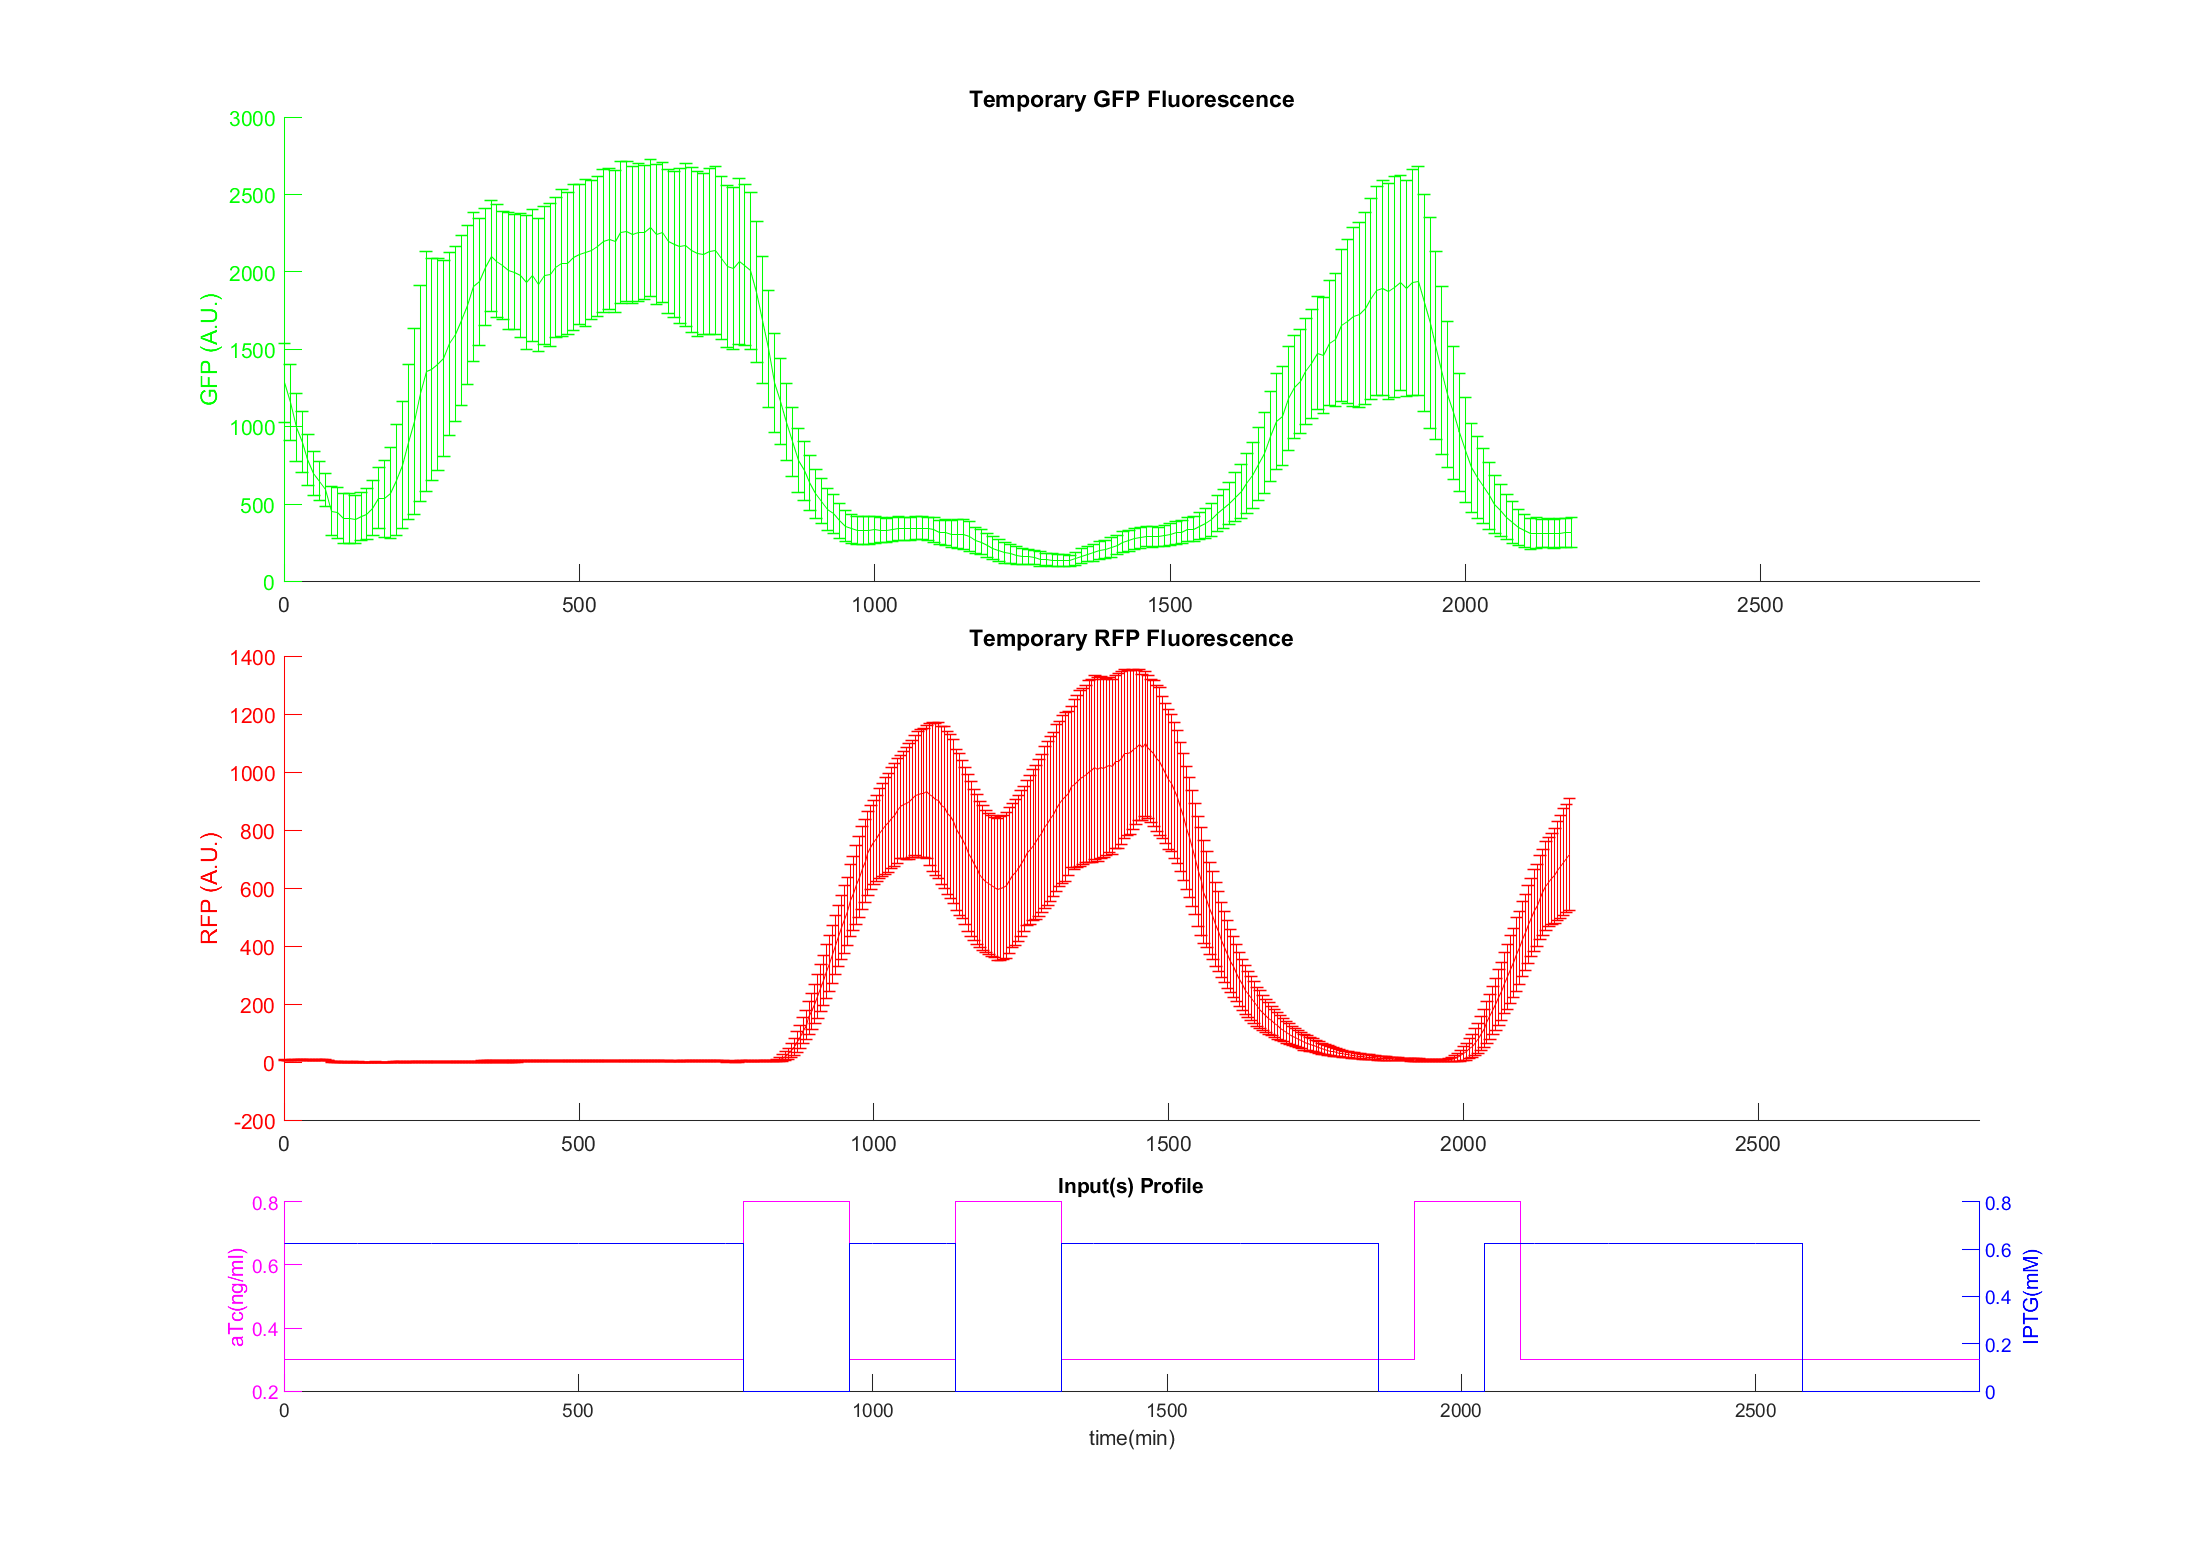 Temporary GFP Fluorescence
3000
2500
2000
1500
1000
500
0
GFP (A.U.)
0 500 1000 1500 2000 2500
Temporary RFP Fluorescence
1400
1200
1000
800
600
400
200
0
-200
RFP (A.U.)
0 500 1000 1500 2000 2500
Input(s) Profile
0.8
0.6
0.4
0.2
aTc(ng/ml)
0.8
0.6
0.4
0.2
0
IPTG(mM)
0 500 1000 1500 2000 2500
time(min)